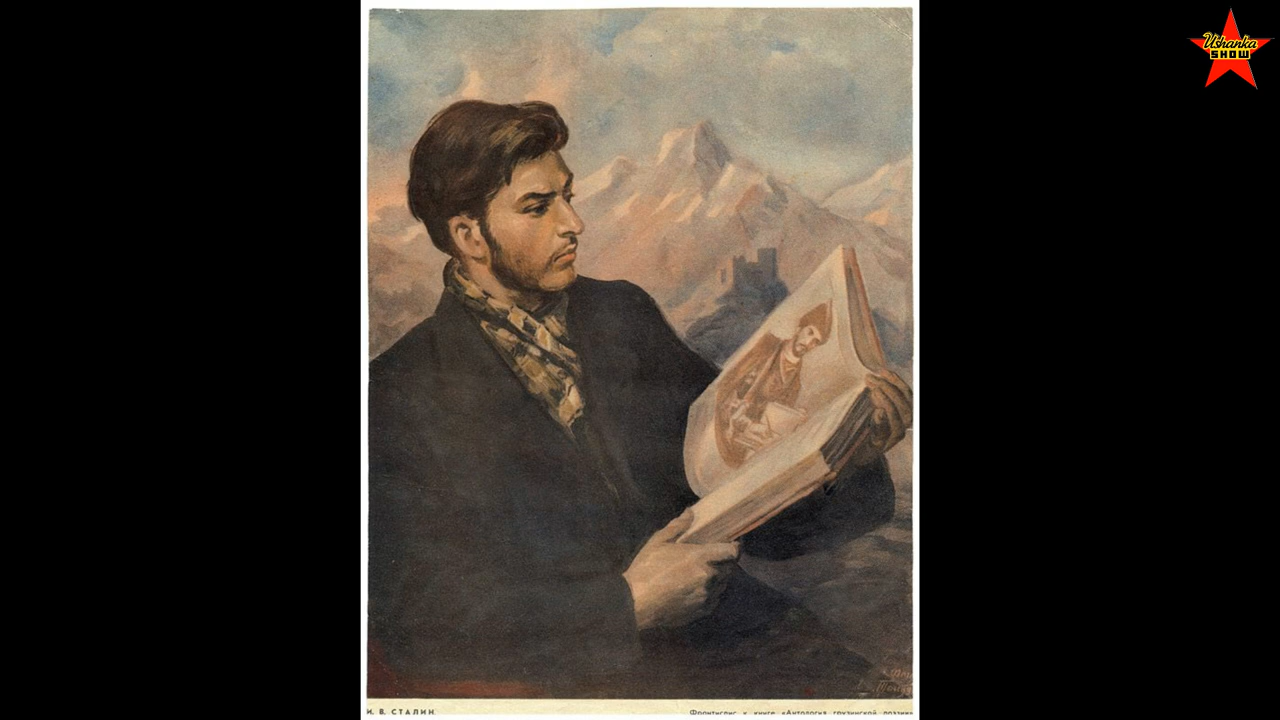 Ushanka
SHOW
И. В. СТАЛИН.
Фронтиспис к книге «Антология грузинской поэзии»